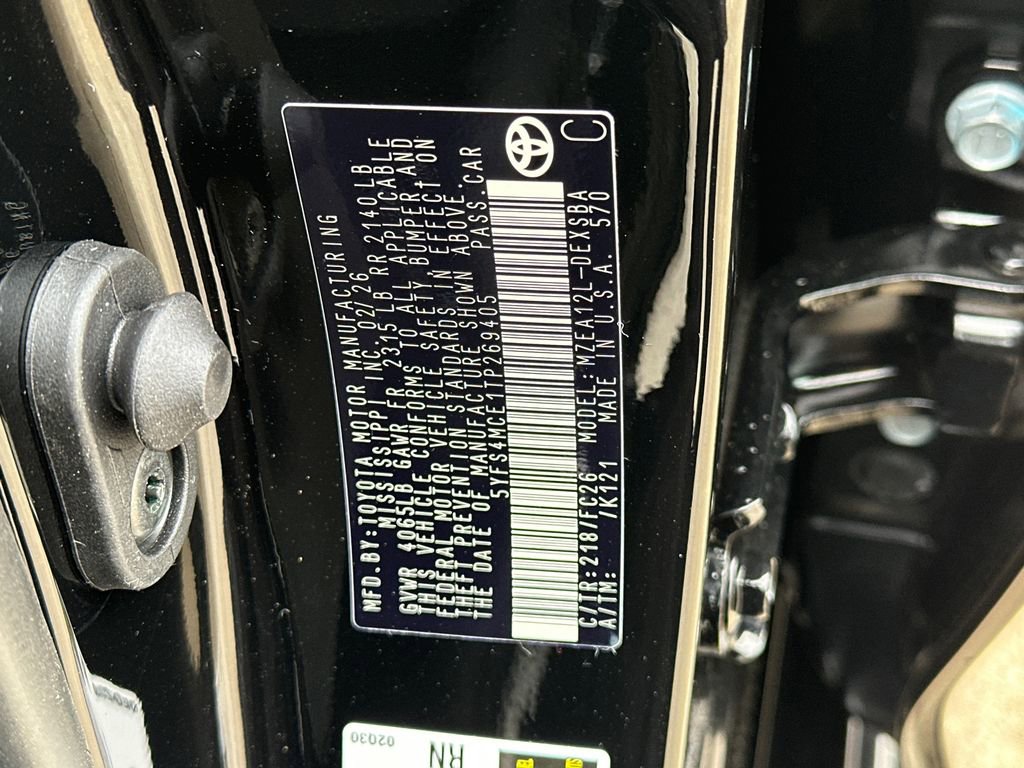 MFD.BY:TOYOTA MOTOR MANUFACTURING
MISSISSIPPI INC. 02/26
GVWR 4065LB GAWR FR 2315LB RR 2140LB
THIS VEHICLE CONFORMS TO ALL APPLICABLE
FEDERAL MOTOR VEHICLE SAFETY BUMPER AND
THEFT PREVENTION STANDARDS IN EFFECT ON
THE DATE OF MANUFACTURE SHOWN ABOVE.
5YFS4MCE1TP269405 PASS.CAR
C/TR:218/FC26 MODEL:MZEA12L-DEXSBA
A/TM: /K121 MADE IN U.S.A. 570
C
02030
RN